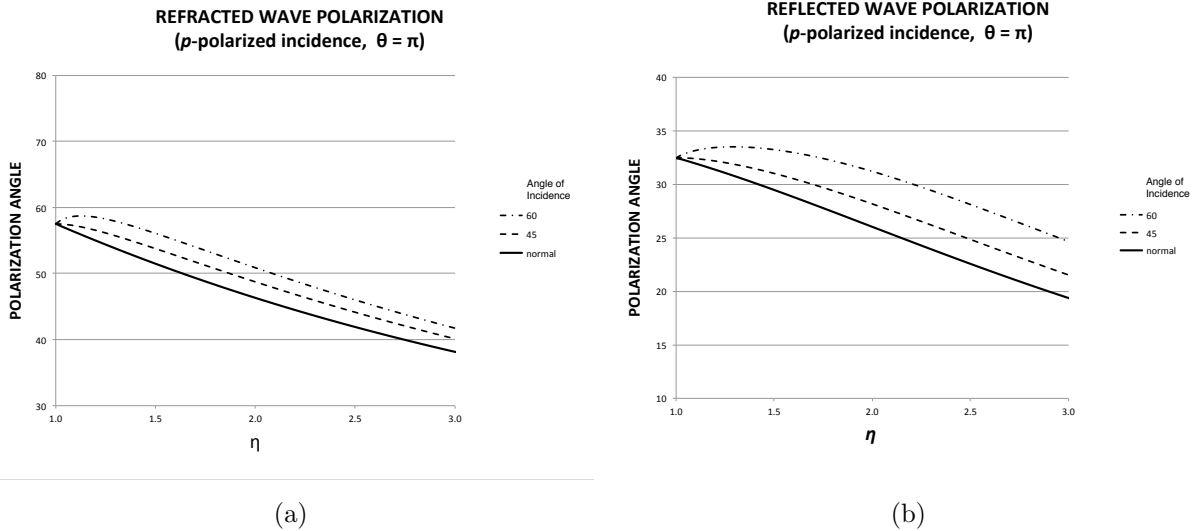 REFRACTED WAVE POLARIZATION
(p-polarized incidence, θ = π)
POLARIZATION ANGLE
80
70
60
50
40
30
1.0 1.5 2.0 2.5 3.0
η
Angle of
Incidence
60
45
normal
(a)
REFLECTED WAVE POLARIZATION
(p-polarized incidence, θ = π)
POLARIZATION ANGLE
40
35
30
25
20
15
10
1.0 1.5 2.0 2.5 3.0
η
Angle of
Incidence
60
45
normal
(b)